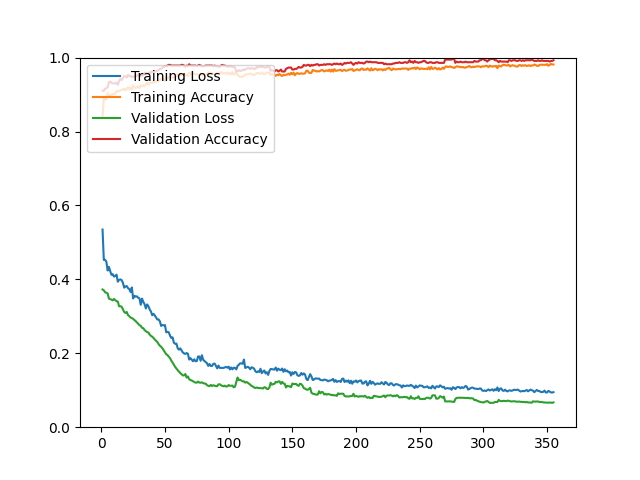 1.0
0.8
0.6
0.4
0.2
0.0
Training Loss
Training Accuracy
Validation Loss
Validation Accuracy
0 50 100 150 200 250 300 350